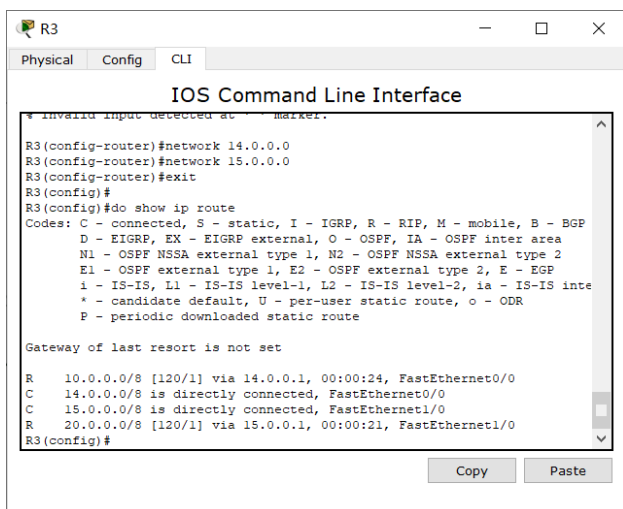 R3
Physical Config CLI
IOS Command Line Interface
% Invalid input detected at '^' marker.
R3(config-router)#network 14.0.0.0
R3(config-router)#network 15.0.0.0
R3(config-router)#exit
R3(config)#
R3(config)#do show ip route
Codes: C - connected, S - static, I - IGRP, R - RIP, M - mobile, B - BGP
D - EIGRP, EX - EIGRP external, O - OSPF, IA - OSPF inter area
N1 - OSPF NSSA external type 1, N2 - OSPF NSSA external type 2
E1 - OSPF external type 1, E2 - OSPF external type 2, E - EGP
i - IS-IS, L1 - IS-IS level-1, L2 - IS-IS level-2, ia - IS-IS inte
* - candidate default, U - per-user static route, o - ODR
P - periodic downloaded static route
Gateway of last resort is not set
R 10.0.0.0/8 [120/1] via 14.0.0.1, 00:00:24, FastEthernet0/0
C 14.0.0.0/8 is directly connected, FastEthernet0/0
C 15.0.0.0/8 is directly connected, FastEthernet1/0
R 20.0.0.0/8 [120/1] via 15.0.0.1, 00:00:21, FastEthernet1/0
R3(config)#
Copy Paste